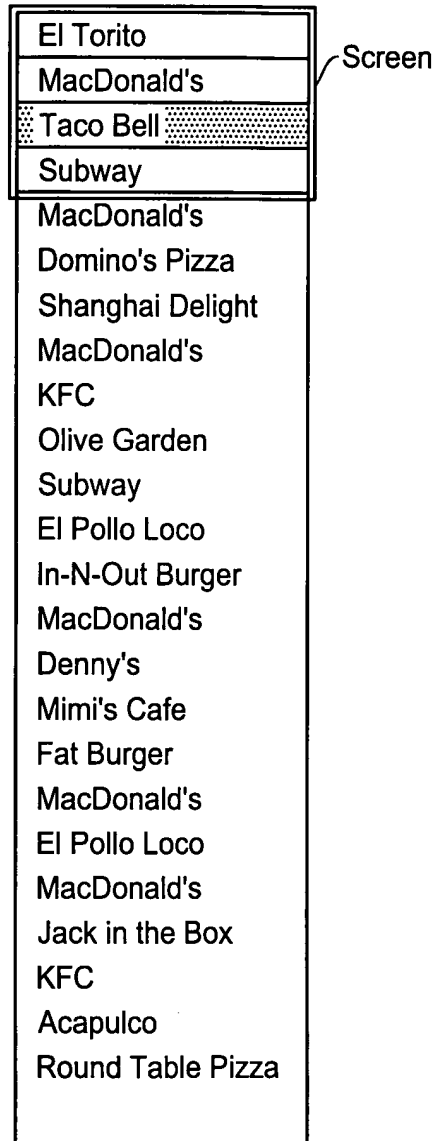 El Torito
Screen
MacDonald's
Taco Bell
Subway
MacDonald's
Domino's Pizza
Shanghai Delight
MacDonald's
KFC
Olive Garden
Subway
El Pollo Loco
In-N-Out Burger
MacDonald's
Denny's
Mimi's Cafe
Fat Burger
MacDonald's
El Pollo Loco
MacDonald's
Jack in the Box
KFC
Acapulco
Round Table Pizza